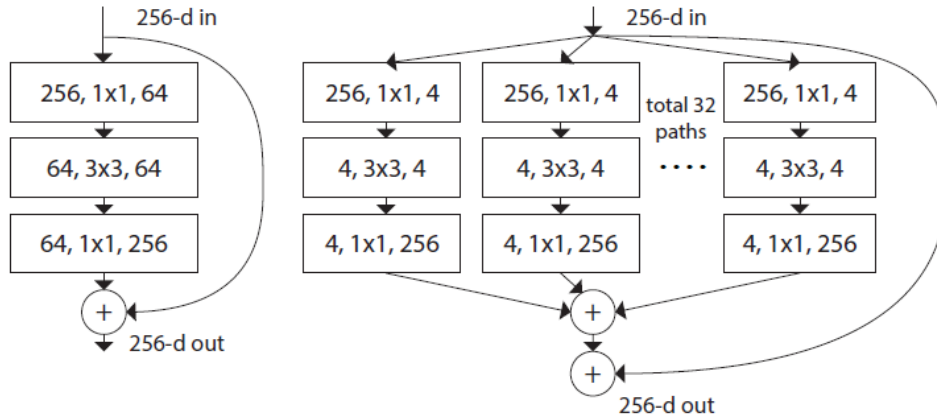 256-d in
256, 1x1, 64
64, 3x3, 64
64, 1x1, 256
+
256-d out
256-d in
256, 1x1, 4
256, 1x1, 4
total 32
paths
256, 1x1, 4
4, 3x3, 4
4, 3x3, 4
....
4, 3x3, 4
4, 1x1, 256
4, 1x1, 256
4, 1x1, 256
+
+
256-d out